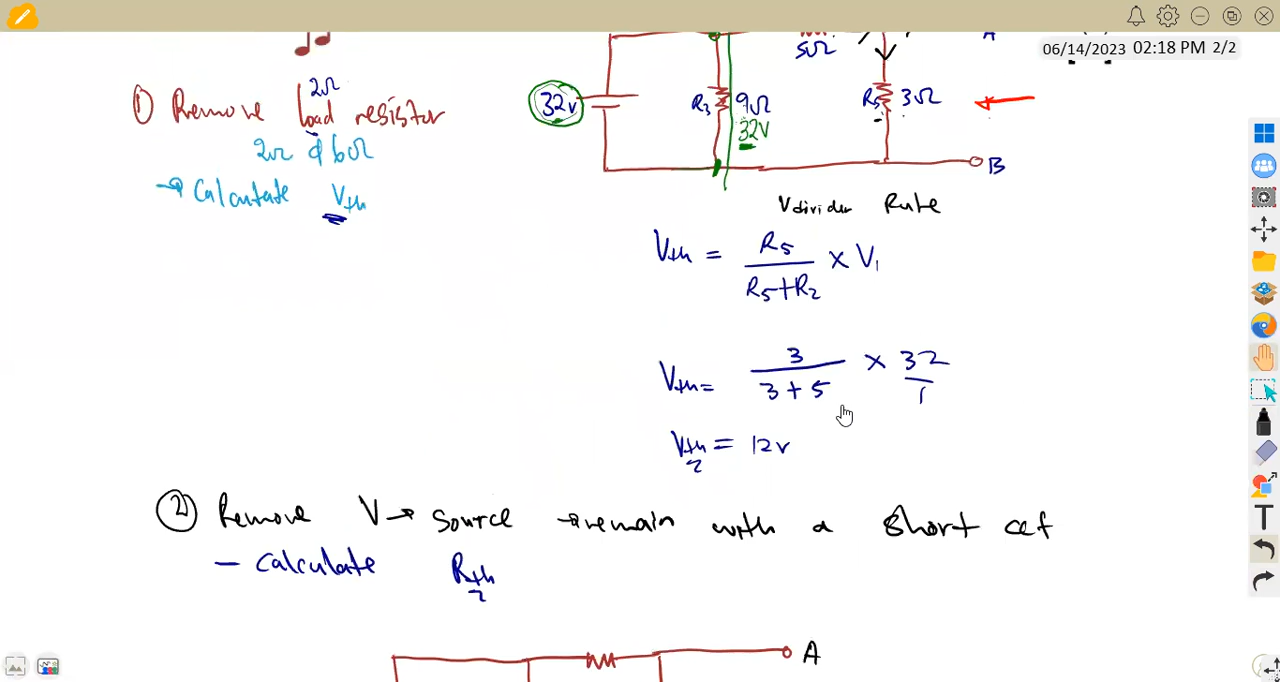 06/14/2023 02:18 PM 2/2
5Ω A
① Remove load resistor
2Ω
2Ω & 6Ω
→ Calculate Vth
32v R3 9Ω R5 3Ω
32V
B
Vdivider Rule
Vth = R5 / R5+R2 × V1
Vth = 3 / 3+5 × 32 / 1
Vth = 12v
② Remove V → source → remain with a short cct
- Calculate Rth
A
T